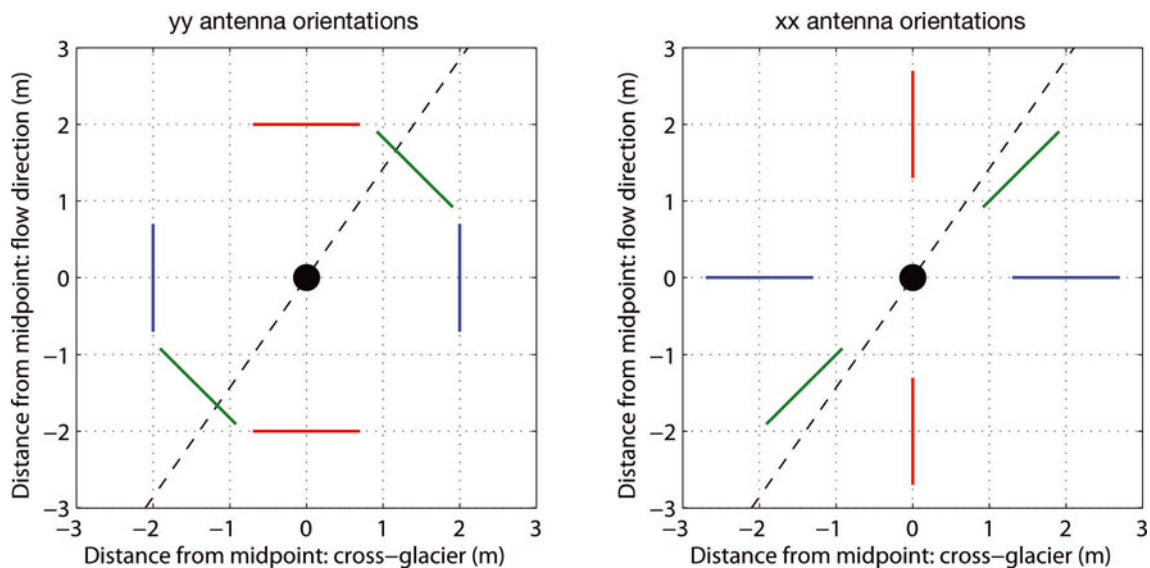 yy antenna orientations
3
2
1
0
−1
−2
−3
−3 −2 −1 0 1 2 3
Distance from midpoint: flow direction (m)
Distance from midpoint: cross−glacier (m)
xx antenna orientations
3
2
1
0
−1
−2
−3
−3 −2 −1 0 1 2 3
Distance from midpoint: flow direction (m)
Distance from midpoint: cross−glacier (m)